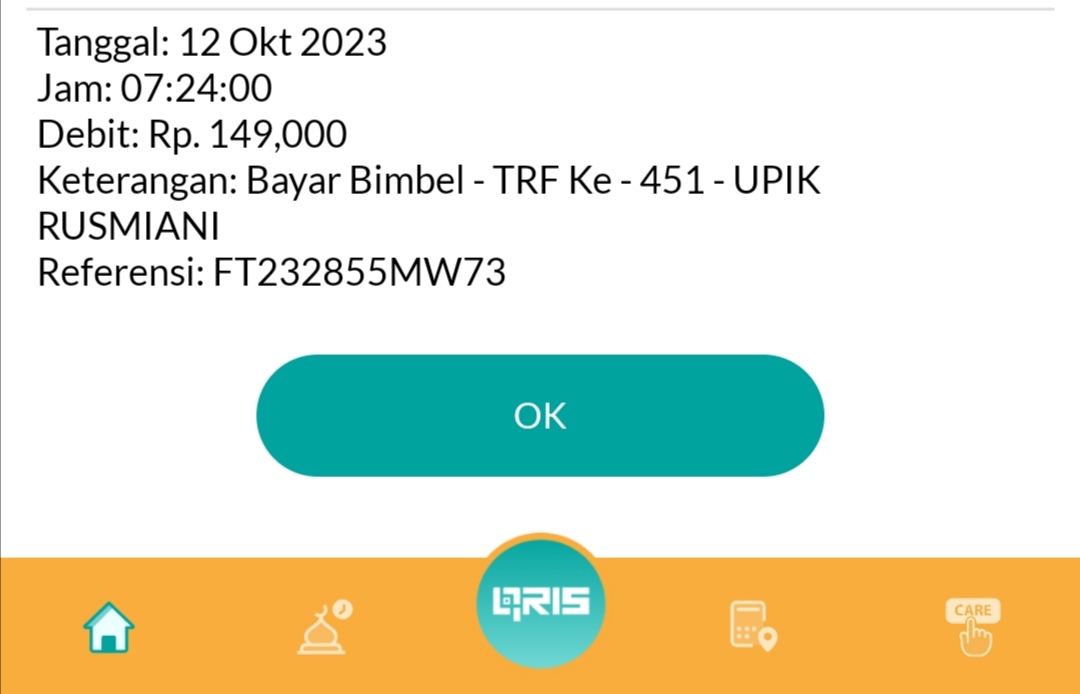 Tanggal: 12 Okt 2023
Jam: 07:24:00
Debit: Rp. 149,000
Keterangan: Bayar Bimbel - TRF Ke - 451 - UPIK
RUSMIANI
Referensi: FT232855MW73
OK
QRIS
CARE